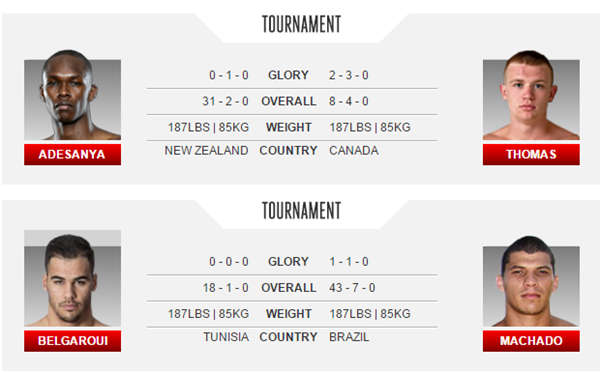 TOURNAMENT
0 - 1 - 0 GLORY 2 - 3 - 0
31 - 2 - 0 OVERALL 8 - 4 - 0
187LBS | 85KG WEIGHT 187LBS | 85KG
NEW ZEALAND COUNTRY CANADA
ADESANYA THOMAS
TOURNAMENT
0 - 0 - 0 GLORY 1 - 1 - 0
18 - 1 - 0 OVERALL 43 - 7 - 0
187LBS | 85KG WEIGHT 187LBS | 85KG
TUNISIA COUNTRY BRAZIL
BELGAROUI MACHADO